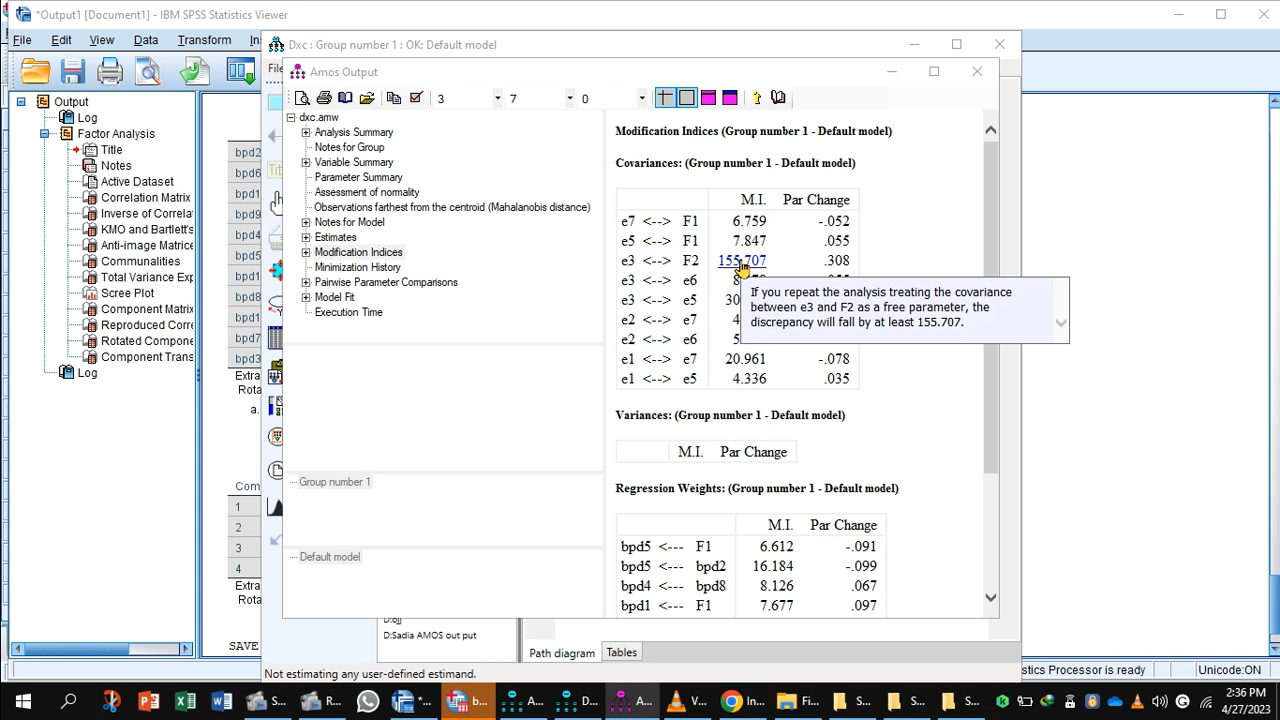 *Output1 [Document1] - IBM SPSS Statistics Viewer
File Edit View Data Transform
Dxc : Group number 1 : OK: Default model
Amos Output
3 7 0
Output
Log
Factor Analysis
Title
Notes
Active Dataset
Correlation Matrix
Inverse of Correla
KMO and Bartlett's
Anti-image Matrice
Communalities
Total Variance Exp
Scree Plot
Component Matrix
Reproduced Corre
Rotated Compone
Component Trans
Log
bpd2
bpd6
bpd1
bpd9
bpd5
bpd4
bpd8
bpd1
bpd7
bpd3
Extra
Rota
a.
Com
1
2
3
4
Extra
Rota
SAVE
dxc.amw
Analysis Summary
Notes for Group
Variable Summary
Parameter Summary
Assessment of normality
Observations farthest from the centroid (Mahalanobis distance)
Notes for Model
Estimates
Modification Indices
Minimization History
Pairwise Parameter Comparisons
Model Fit
Execution Time
Group number 1
Default model
Modification Indices (Group number 1 - Default model)
Covariances: (Group number 1 - Default model)
M.I. Par Change
e7 <--> F1 6.759 -.052
e5 <--> F1 7.847 .055
e3 <--> F2 155.707 .308
e3 <--> e6
e3 <--> e5 30
e2 <--> e7 4
e2 <--> e6 5
e1 <--> e7 20.961 -.078
e1 <--> e5 4.336 .035
If you repeat the analysis treating the covariance
between e3 and F2 as a free parameter, the
discrepancy will fall by at least 155.707.
Variances: (Group number 1 - Default model)
M.I. Par Change
Regression Weights: (Group number 1 - Default model)
M.I. Par Change
bpd5 <--- F1 6.612 -.091
bpd5 <--- bpd2 16.184 -.099
bpd4 <--- bpd8 8.126 .067
bpd1 <--- F1 7.677 .097
D:Sadia AMOS out put
Path diagram Tables
Not estimating any user-defined estimand.
stics Processor is ready Unicode:ON
S... R... *... b... A... D... A... V... In... Fi... S... S... S...
2:36 PM
4/27/2023